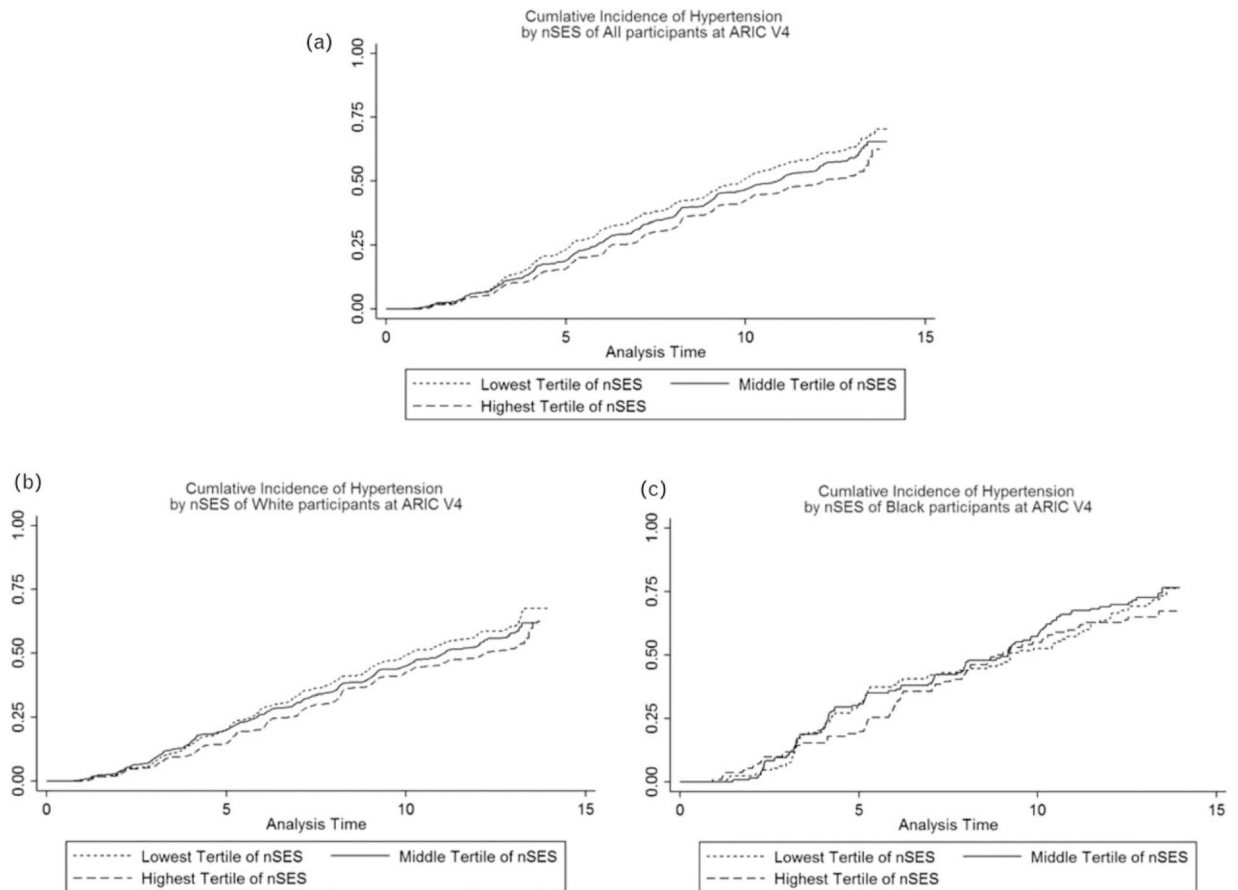 (a)
Cumlative Incidence of Hypertension
by nSES of All participants at ARIC V4
1.00
0.75
0.50
0.25
0.00
0 5 10 15
Analysis Time
Lowest Tertile of nSES Middle Tertile of nSES
Highest Tertile of nSES
(b)
Cumlative Incidence of Hypertension
by nSES of White participants at ARIC V4
1.00
0.75
0.50
0.25
0.00
0 5 10 15
Analysis Time
Lowest Tertile of nSES Middle Tertile of nSES
Highest Tertile of nSES
(c)
Cumlative Incidence of Hypertension
by nSES of Black participants at ARIC V4
1.00
0.75
0.50
0.25
0.00
0 5 10 15
Analysis Time
Lowest Tertile of nSES Middle Tertile of nSES
Highest Tertile of nSES